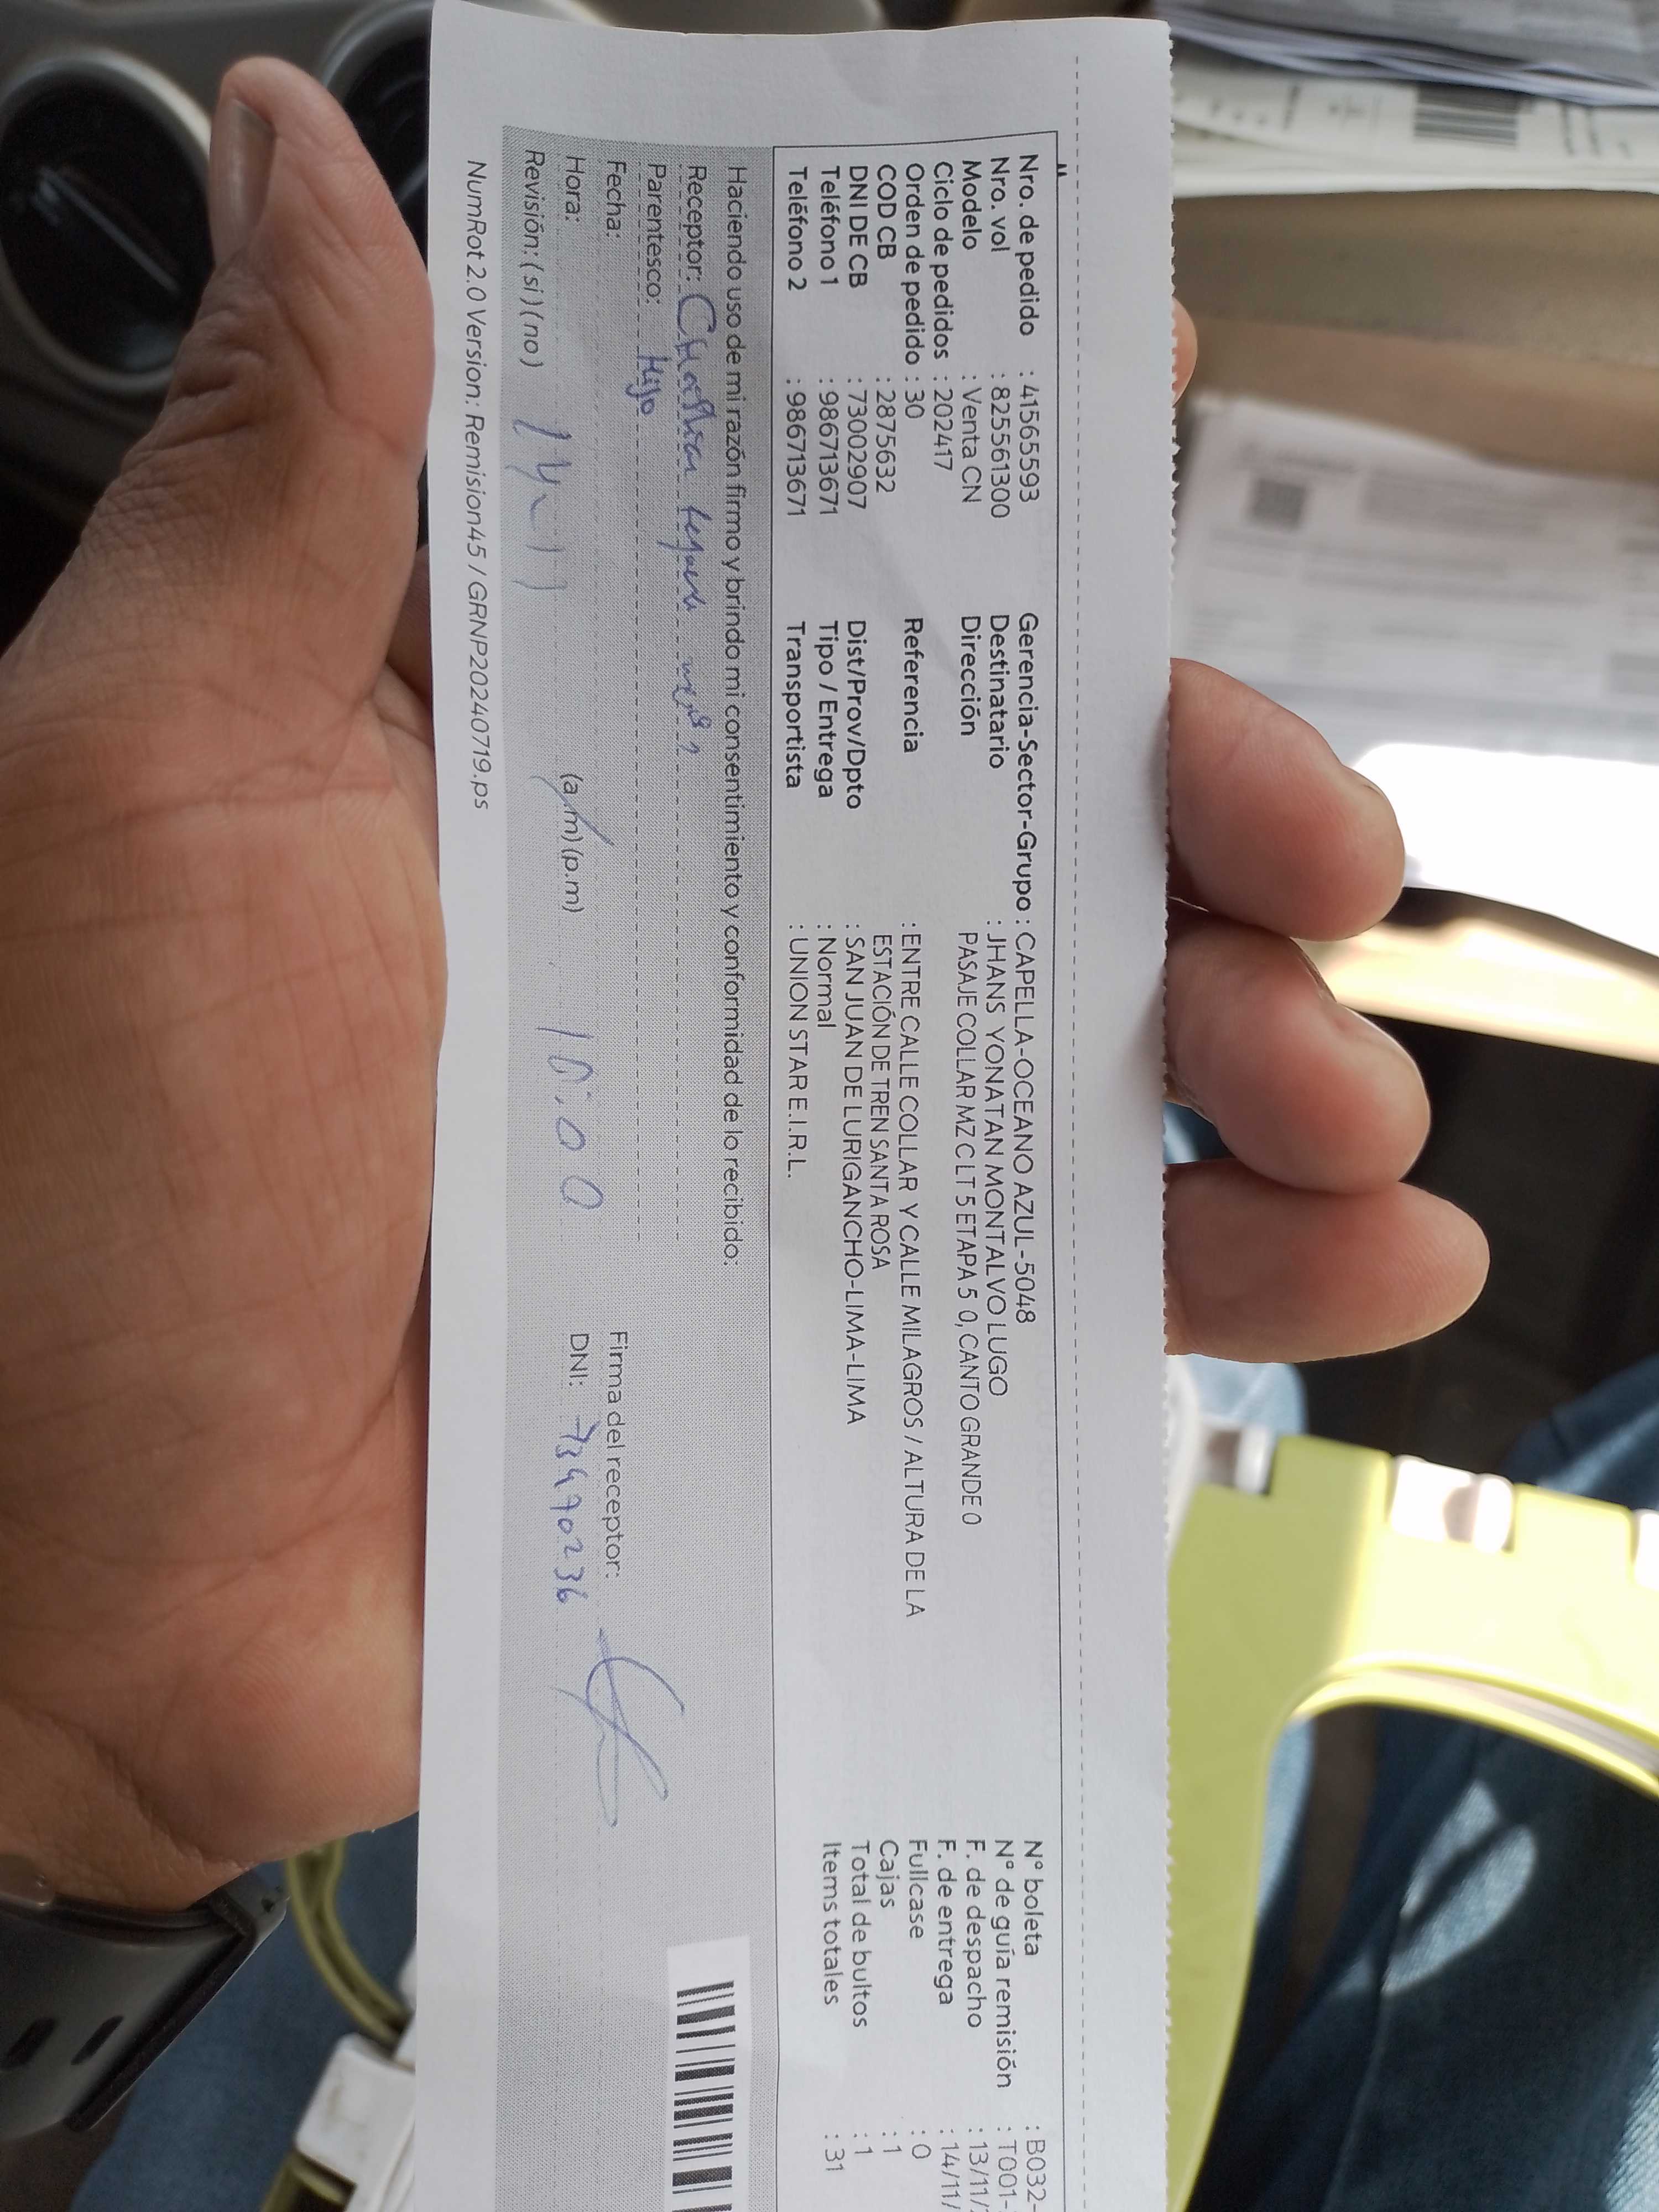 Nro. de pedido : 41565593
Nro. vol : 8255561300
Modelo : Venta CN
Ciclo de pedidos : 202417
Orden de pedido : 30
COD CB : 2875632
DNI DE CB : 73002907
Teléfono 1 : 986713671
Teléfono 2 : 986713671
Gerencia-Sector-Grupo : CAPELLA-OCEANO AZUL-5048
Destinatario : JHANS YONATAN MONTALVO LUGO
Dirección PASAJE COLLAR MZ C LT 5 ETAPA 5 0, CANTO GRANDE 0
Referencia : ENTRE CALLE COLLAR Y CALLE MILAGROS / ALTURA DE LA
ESTACIÓN DE TREN SANTA ROSA
Dist/Prov/Dpto : SAN JUAN DE LURIGANCHO-LIMA-LIMA
Tipo / Entrega : Normal
Transportista : UNION STAR E.I.R.L.
N° boleta : B032-
N° de guía remisión : T001-
F. de despacho : 13/11/
F. de entrega : 14/11/
Fullcase : 0
Cajas : 1
Total de bultos : 1
Items totales : 31
Haciendo uso de mi razón firmo y brindo mi consentimiento y conformidad de lo recibido:
Receptor:
Parentesco: Hijo
Fecha:
Hora: (a.m) (p.m) 10:00
Revisión: (si) (no)
Firma del receptor:
DNI: 73490236
NumRot 2.0 Version: Remision45 / GRNP20240719.ps